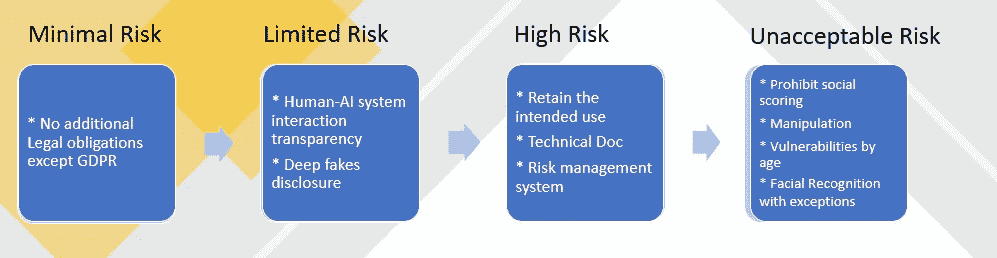 Minimal Risk
* No additional
Legal obligations
except GDPR
Limited Risk
* Human-AI system
interaction
transparency
* Deep fakes
disclosure
High Risk
* Retain the
intended use
* Technical Doc
* Risk management
system
Unacceptable Risk
* Prohibit social
scoring
* Manipulation
* Vulnerabilities by
age
* Facial Recognition
with exceptions